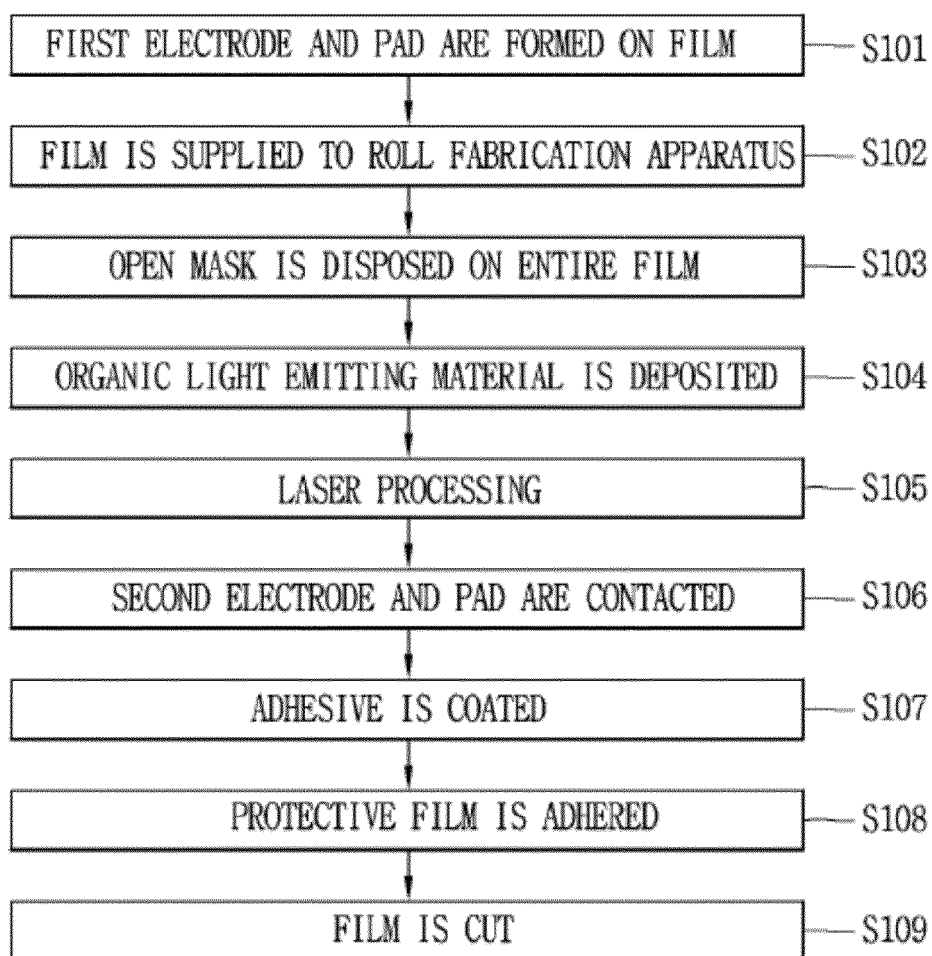 FIRST ELECTRODE AND PAD ARE FORMED ON FILM S101
FILM IS SUPPLIED TO ROLL FABRICATION APPARATUS S102
OPEN MASK IS DISPOSED ON ENTIRE FILM S103
ORGANIC LIGHT EMITTING MATERIAL IS DEPOSITED S104
LASER PROCESSING S105
SECOND ELECTRODE AND PAD ARE CONTACTED S106
ADHESIVE IS COATED S107
PROTECTIVE FILM IS ADHERED S108
FILM IS CUT S109